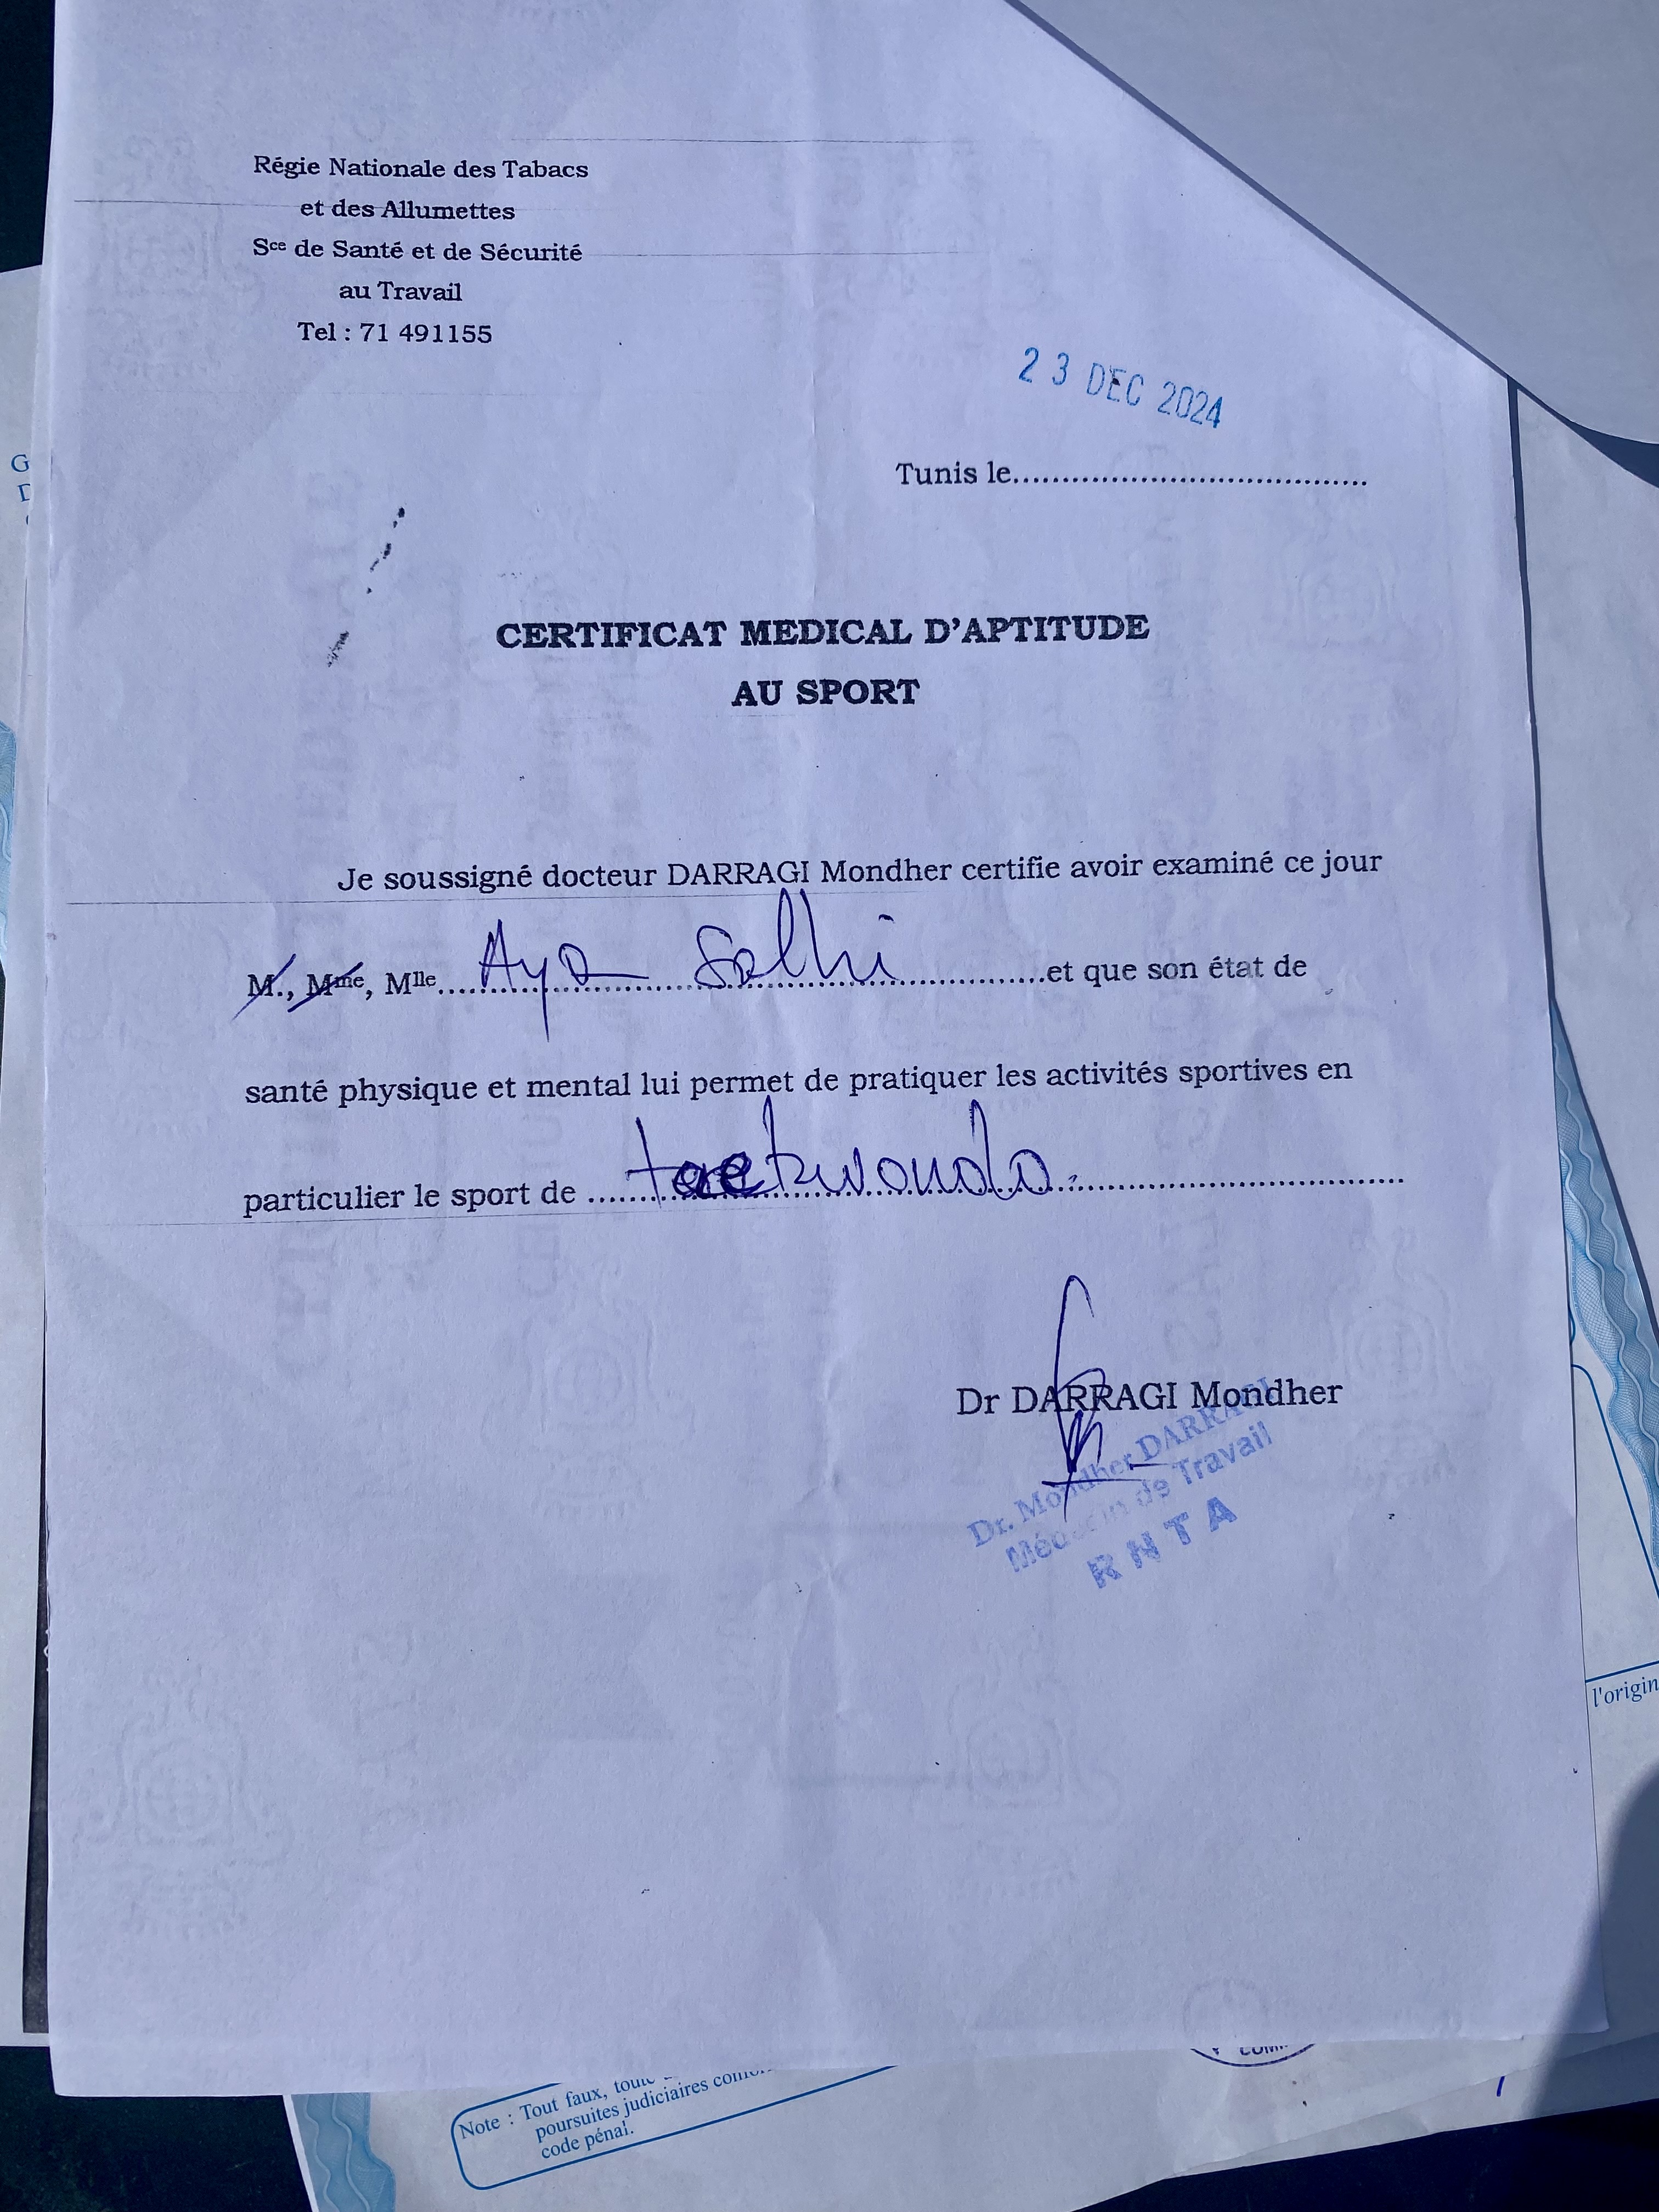 Régie Nationale des Tabacs
et des Allumettes
Sce de Santé et de Sécurité
au Travail
Tel : 71 491155
23 DEC 2024
Tunis le......................................
CERTIFICAT MEDICAL D'APTITUDE
AU SPORT
Je soussigné docteur DARRAGI Mondher certifie avoir examiné ce jour
M., Mme, Mlle....Aya Salhi....et que son état de
santé physique et mental lui permet de pratiquer les activités sportives en
particulier le sport de ....taekwondo....
Dr DARRAGI Mondher
Dr. Mondher DARRAGI
Médecin de Travail
RNTA
l'origin
Note : Tout faux, toute
poursuites judiciaires
code pénal.